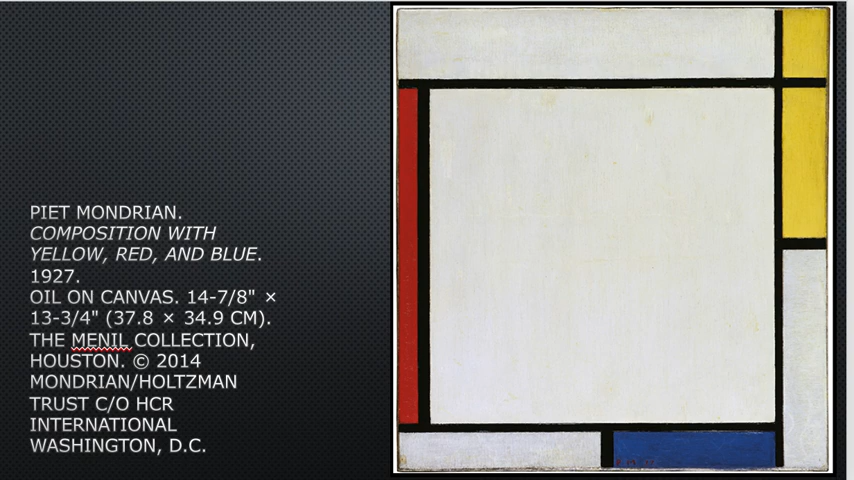 PIET MONDRIAN.
COMPOSITION WITH
YELLOW, RED, AND BLUE.
1927.
OIL ON CANVAS. 14-7/8" ×
13-3/4" (37.8 × 34.9 CM).
THE MENIL COLLECTION,
HOUSTON. © 2014
MONDRIAN/HOLTZMAN
TRUST C/O HCR
INTERNATIONAL
WASHINGTON, D.C.